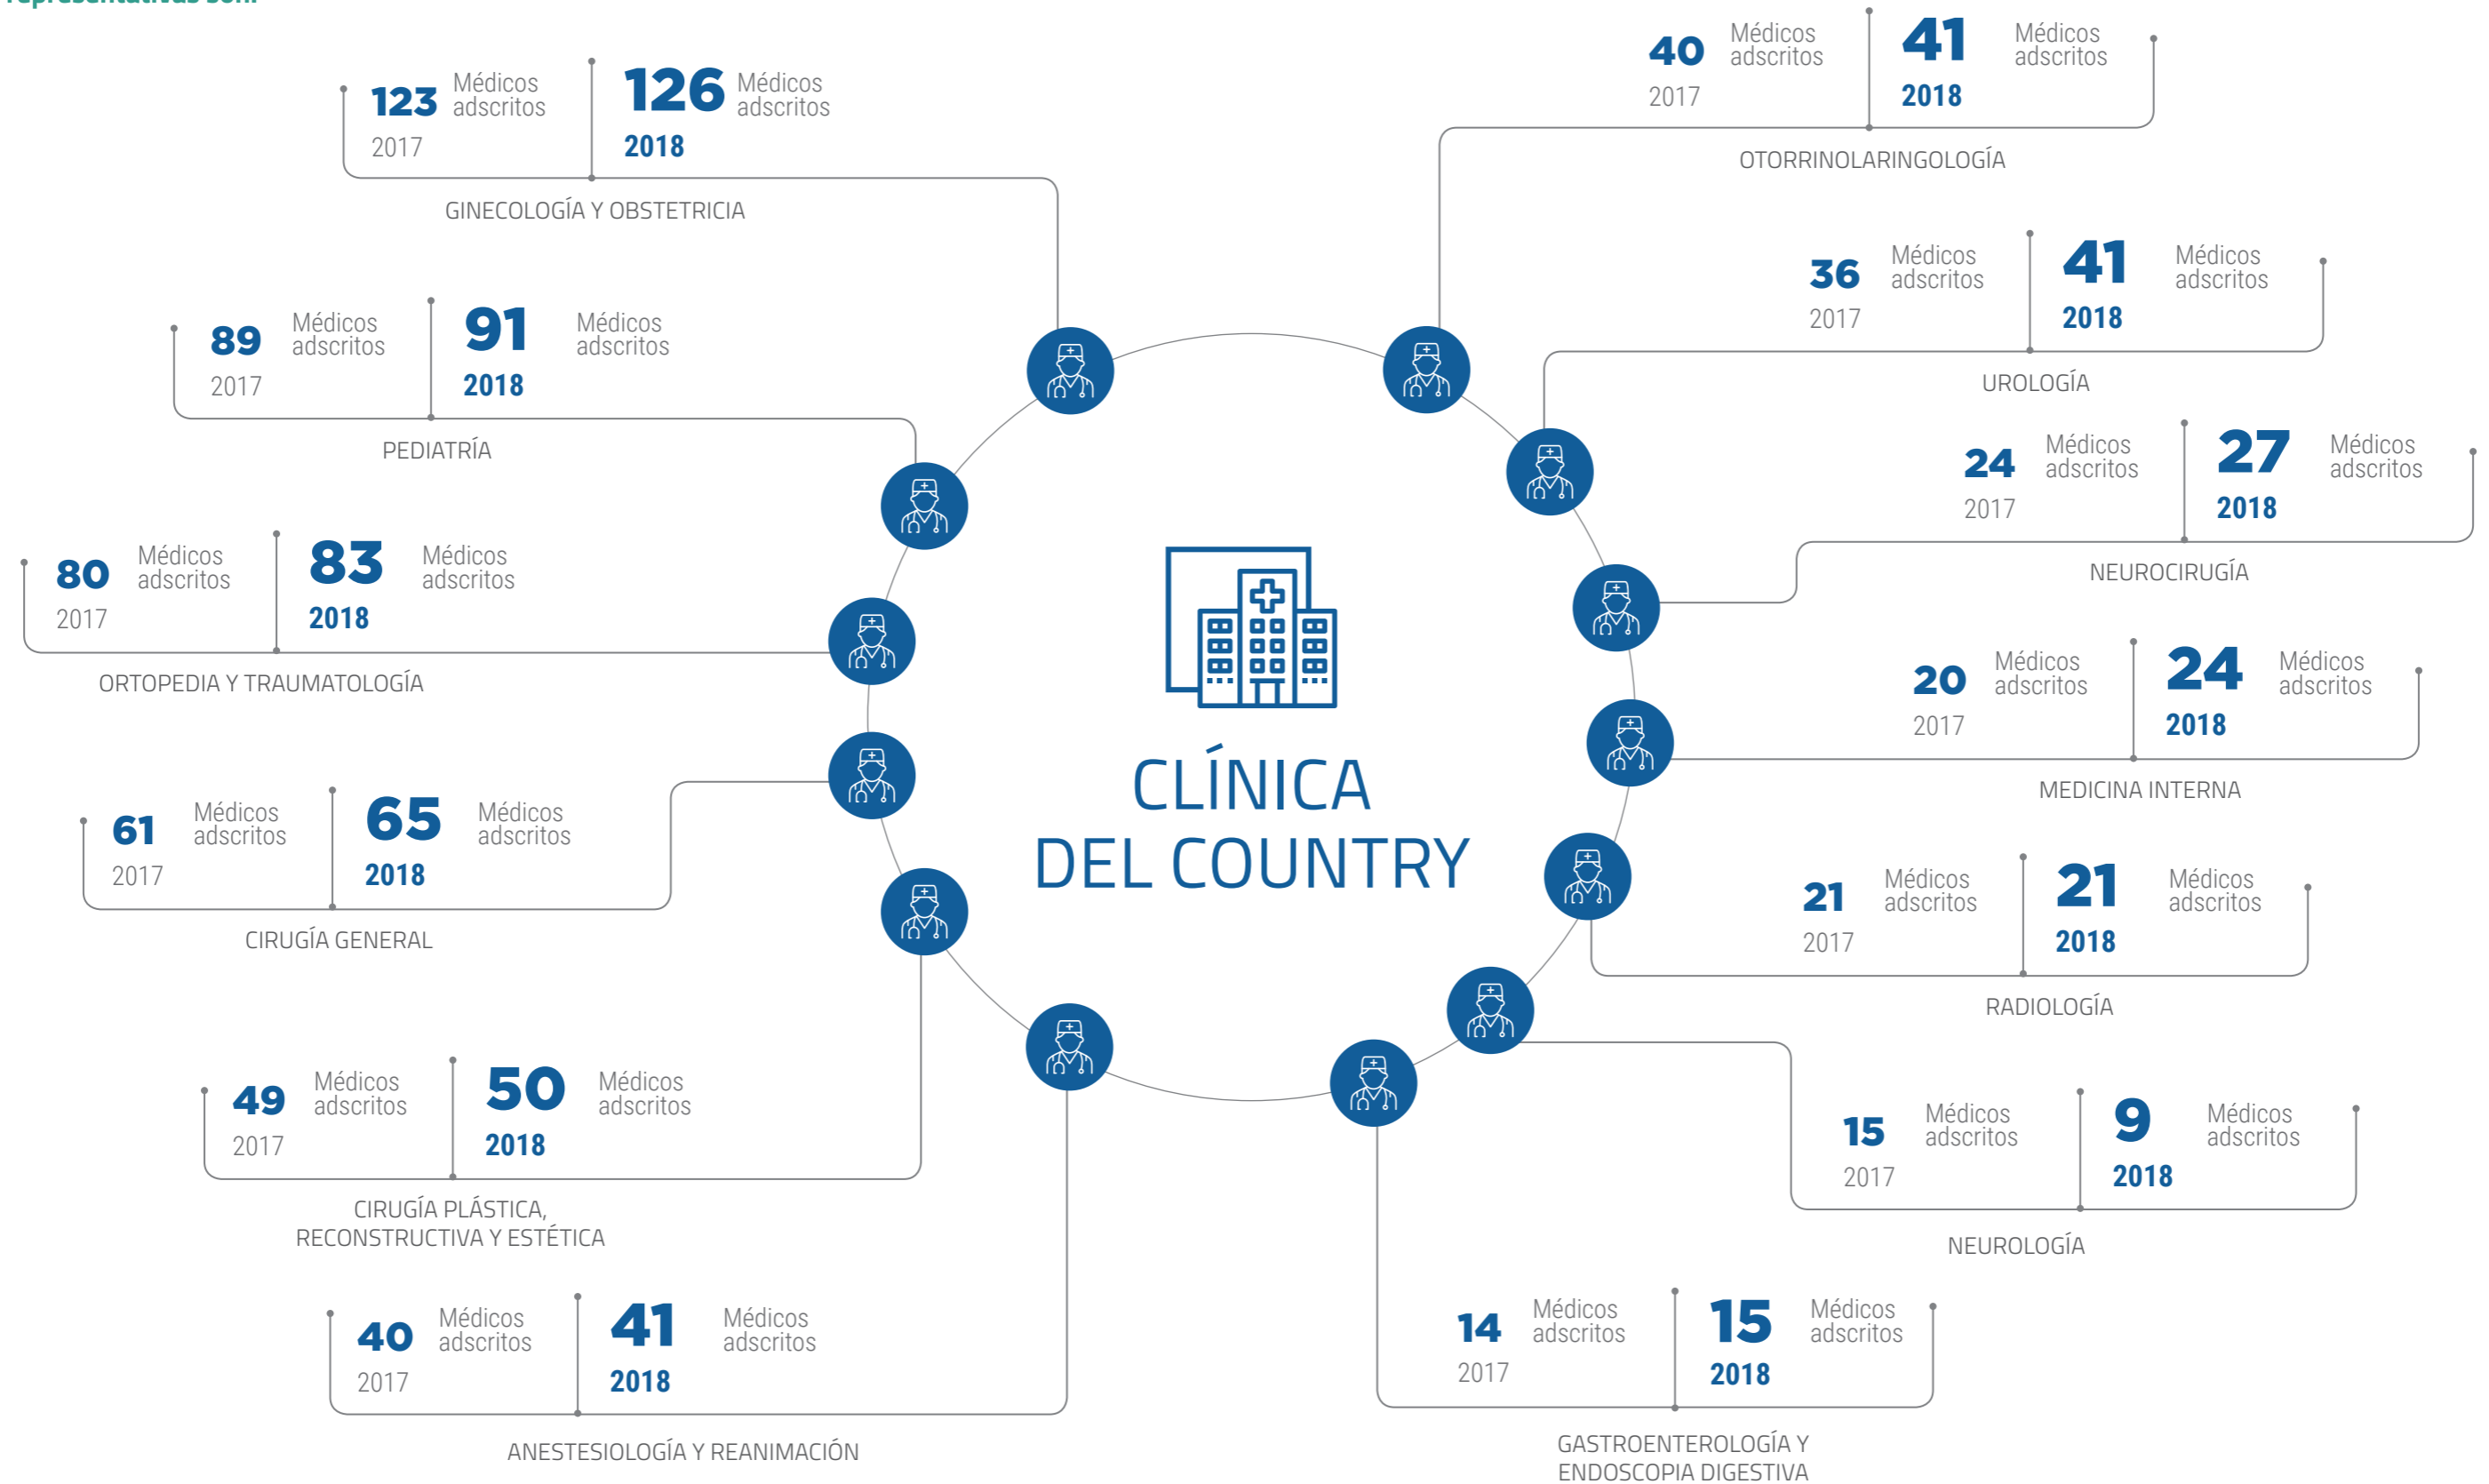 representativas son:
123 Médicos adscritos 2017
126 Médicos adscritos 2018
GINECOLOGÍA Y OBSTETRICIA
89 Médicos adscritos 2017
91 Médicos adscritos 2018
PEDIATRÍA
80 Médicos adscritos 2017
83 Médicos adscritos 2018
ORTOPEDIA Y TRAUMATOLOGÍA
61 Médicos adscritos 2017
65 Médicos adscritos 2018
CIRUGÍA GENERAL
49 Médicos adscritos 2017
50 Médicos adscritos 2018
CIRUGÍA PLÁSTICA,
RECONSTRUCTIVA Y ESTÉTICA
40 Médicos adscritos 2017
41 Médicos adscritos 2018
ANESTESIOLOGÍA Y REANIMACIÓN
CLÍNICA
DEL COUNTRY
40 Médicos adscritos 2017
41 Médicos adscritos 2018
OTORRINOLARINGOLOGÍA
36 Médicos adscritos 2017
41 Médicos adscritos 2018
UROLOGÍA
24 Médicos adscritos 2017
27 Médicos adscritos 2018
NEUROCIRUGÍA
20 Médicos adscritos 2017
24 Médicos adscritos 2018
MEDICINA INTERNA
21 Médicos adscritos 2017
21 Médicos adscritos 2018
RADIOLOGÍA
15 Médicos adscritos 2017
9 Médicos adscritos 2018
NEUROLOGÍA
14 Médicos adscritos 2017
15 Médicos adscritos 2018
GASTROENTEROLOGÍA Y
ENDOSCOPIA DIGESTIVA